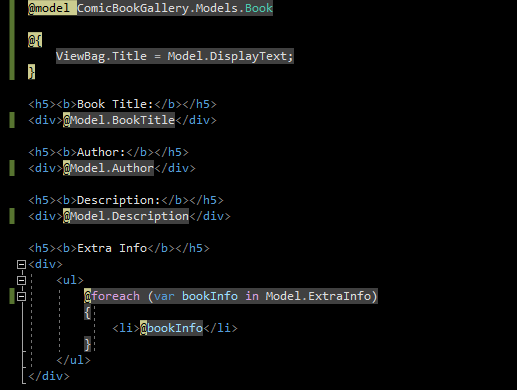 @model ComicBookGallery.Models.Book
@{
    ViewBag.Title = Model.DisplayText;
}
<h5><b>Book Title:</b></h5>
<div>@Model.BookTitle</div>
<h5><b>Author:</b></h5>
<div>@Model.Author</div>
<h5><b>Description:</b></h5>
<div>@Model.Description</div>
<h5><b>Extra Info</b></h5>
<div>
    <ul>
        @foreach (var bookInfo in Model.ExtraInfo)
        {
            <li>@bookInfo</li>
        }
    </ul>
</div>